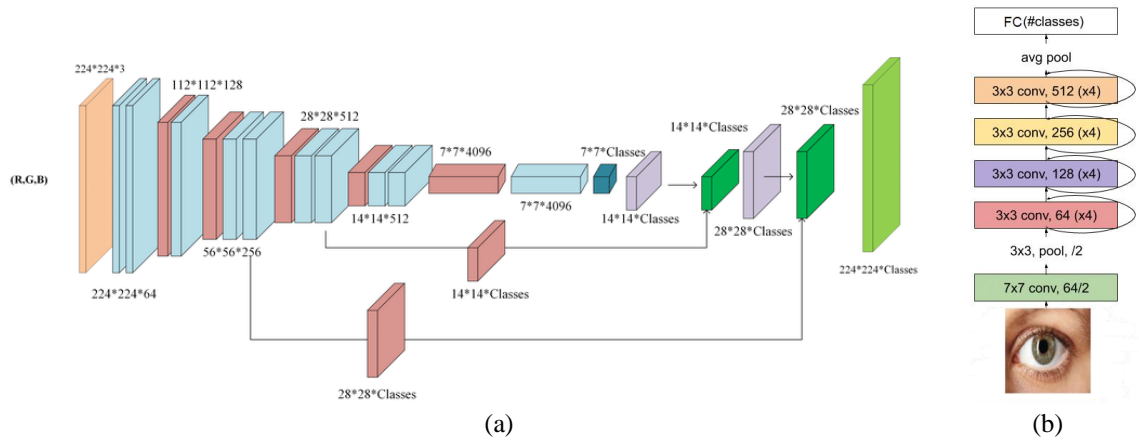 (R,G,B)
224*224*3
224*224*64
112*112*128
56*56*256
28*28*512
14*14*512
7*7*4096
7*7*4096
7*7*Classes
14*14*Classes
14*14*Classes
28*28*Classes
28*28*Classes
14*14*Classes
28*28*Classes
224*224*Classes
(a)
FC(#classes)
avg pool
3x3 conv, 512 (x4)
3x3 conv, 256 (x4)
3x3 conv, 128 (x4)
3x3 conv, 64 (x4)
3x3, pool, /2
7x7 conv, 64/2
(b)